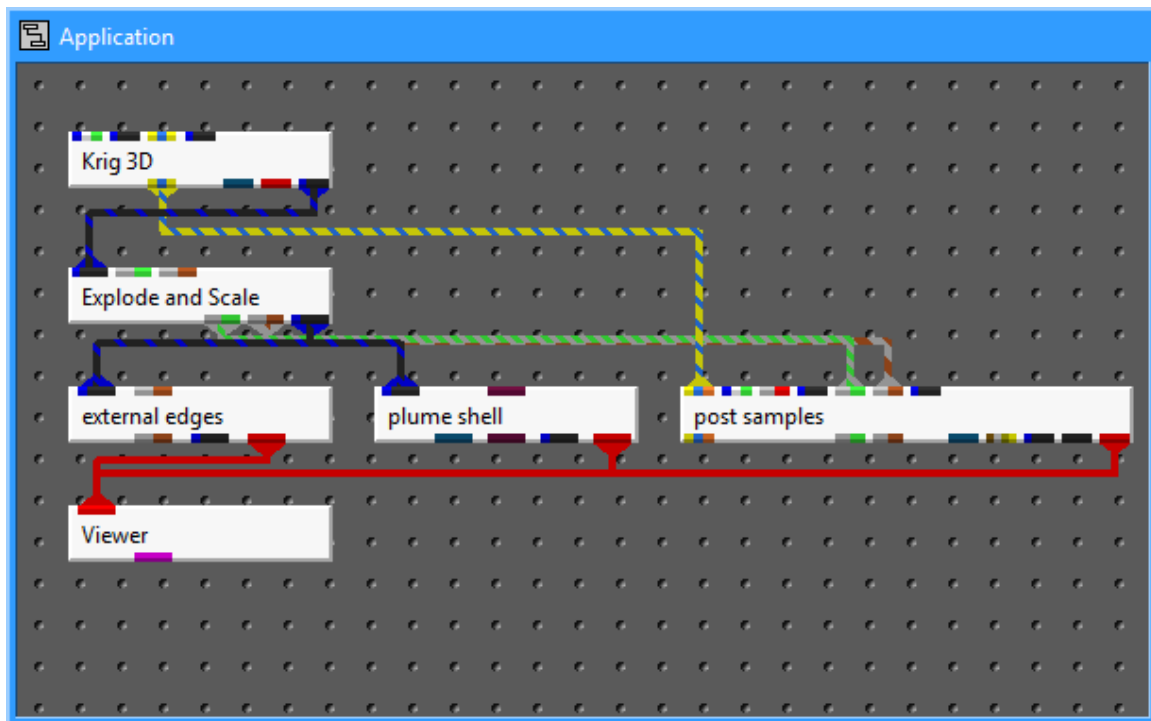 Application
Krig 3D
Explode and Scale
external edges
plume shell
post samples
Viewer